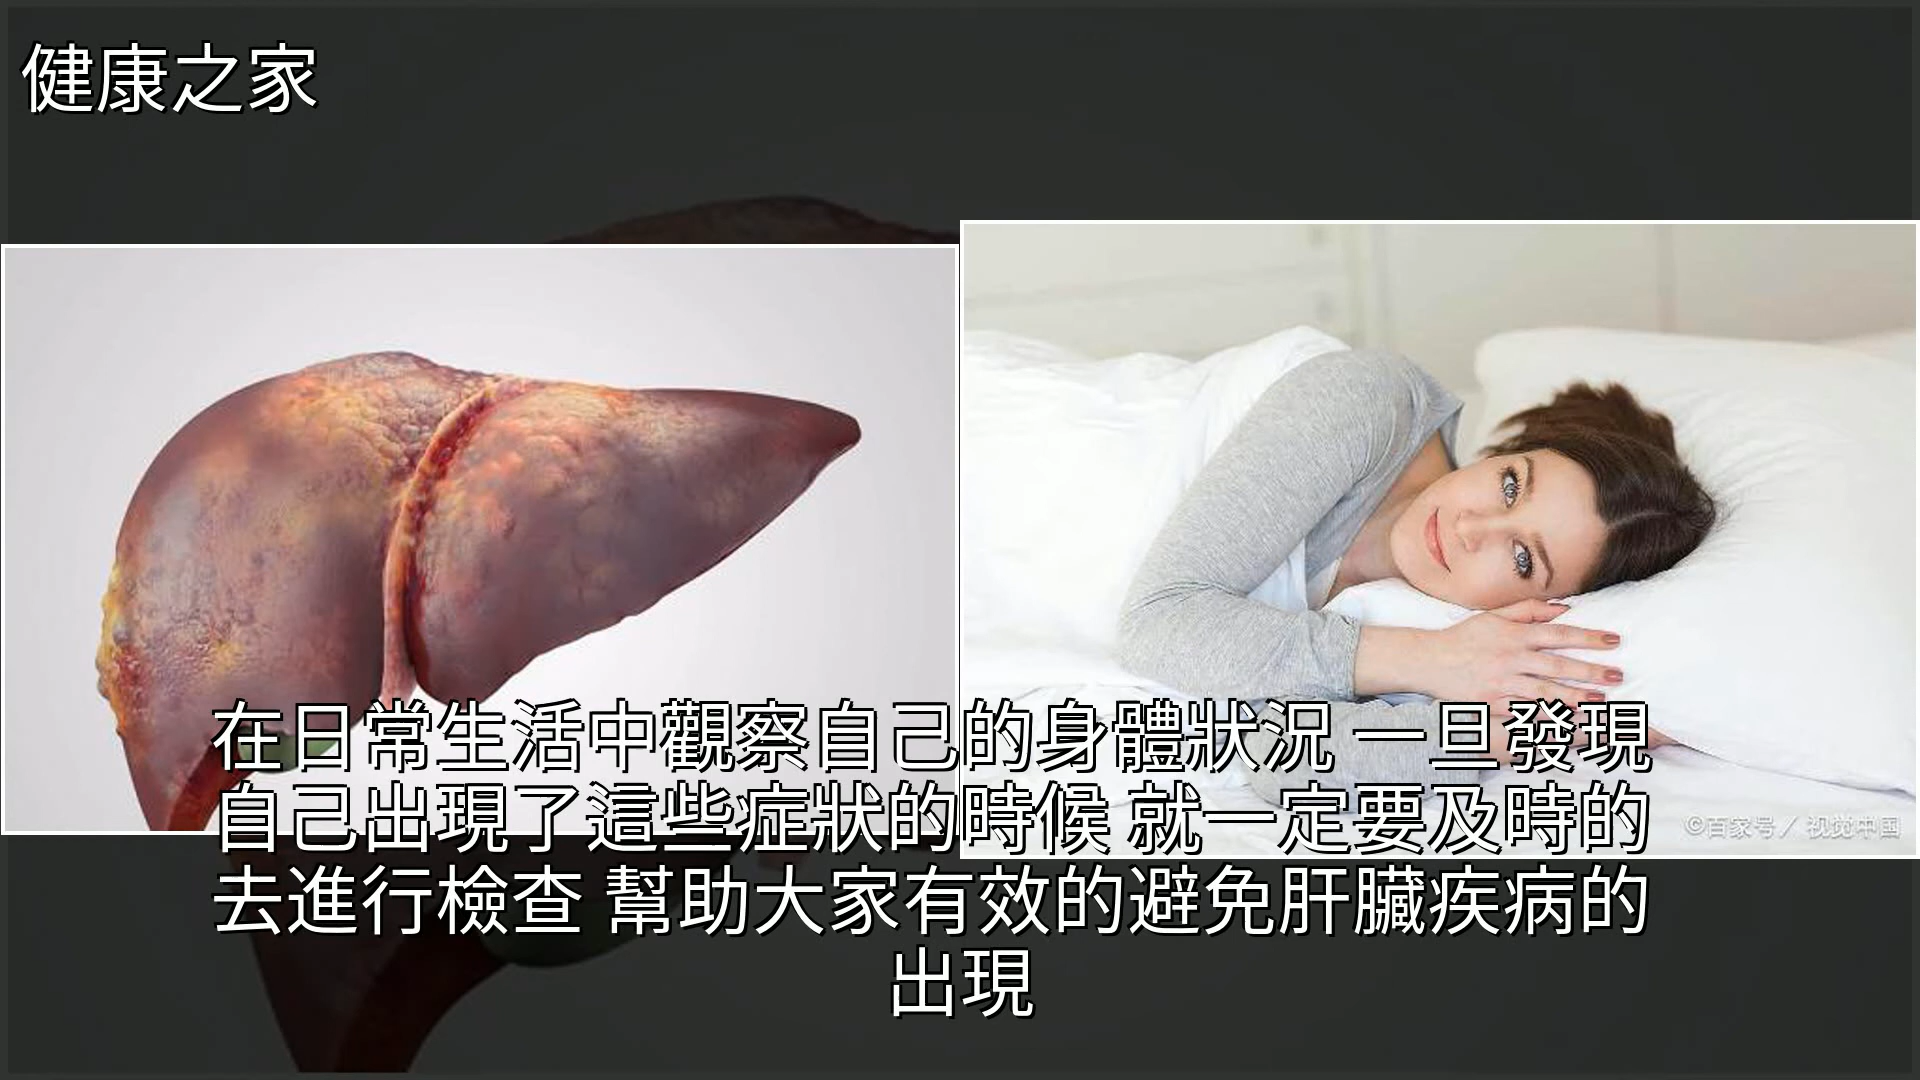 健康之家
在日常生活中觀察自己的身體狀況 一旦發現
自己出現了這些症狀的時候 就一定要及時的
©百家号／视觉中国
去進行檢查 幫助大家有效的避免肝臟疾病的
出現